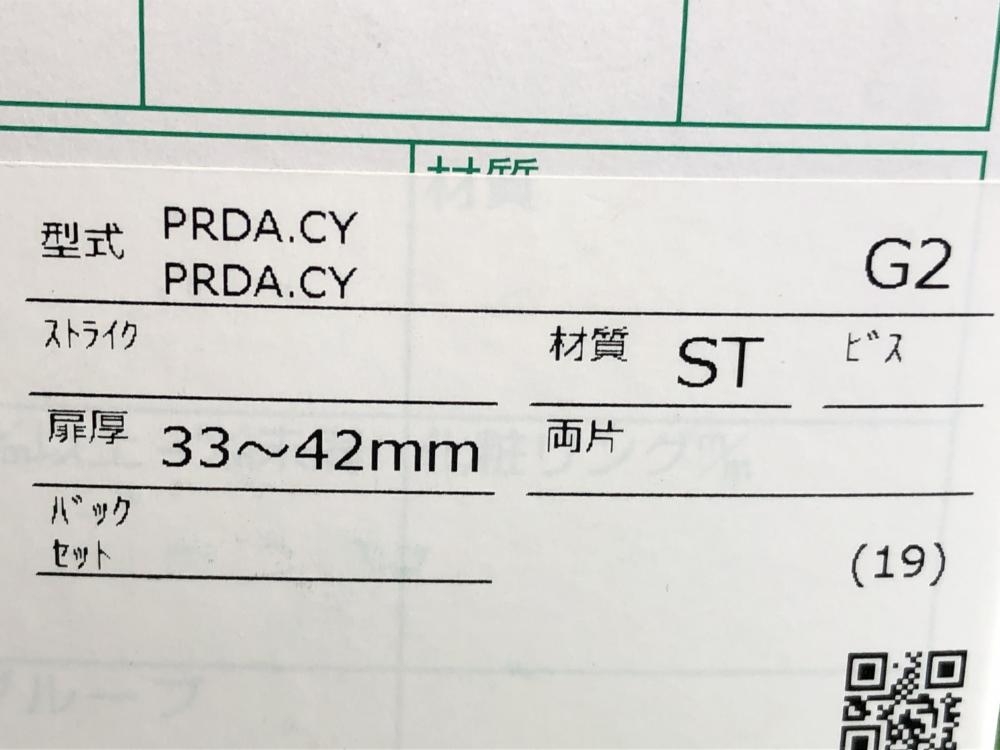 材質
型式 PRDA.CY
PRDA.CY
G2
ｽﾄﾗｲｸ
材質 ST
ﾋﾞｽ
扉厚 33～42mm
両片
ﾊﾞｯｸ
ｾｯﾄ
(19)